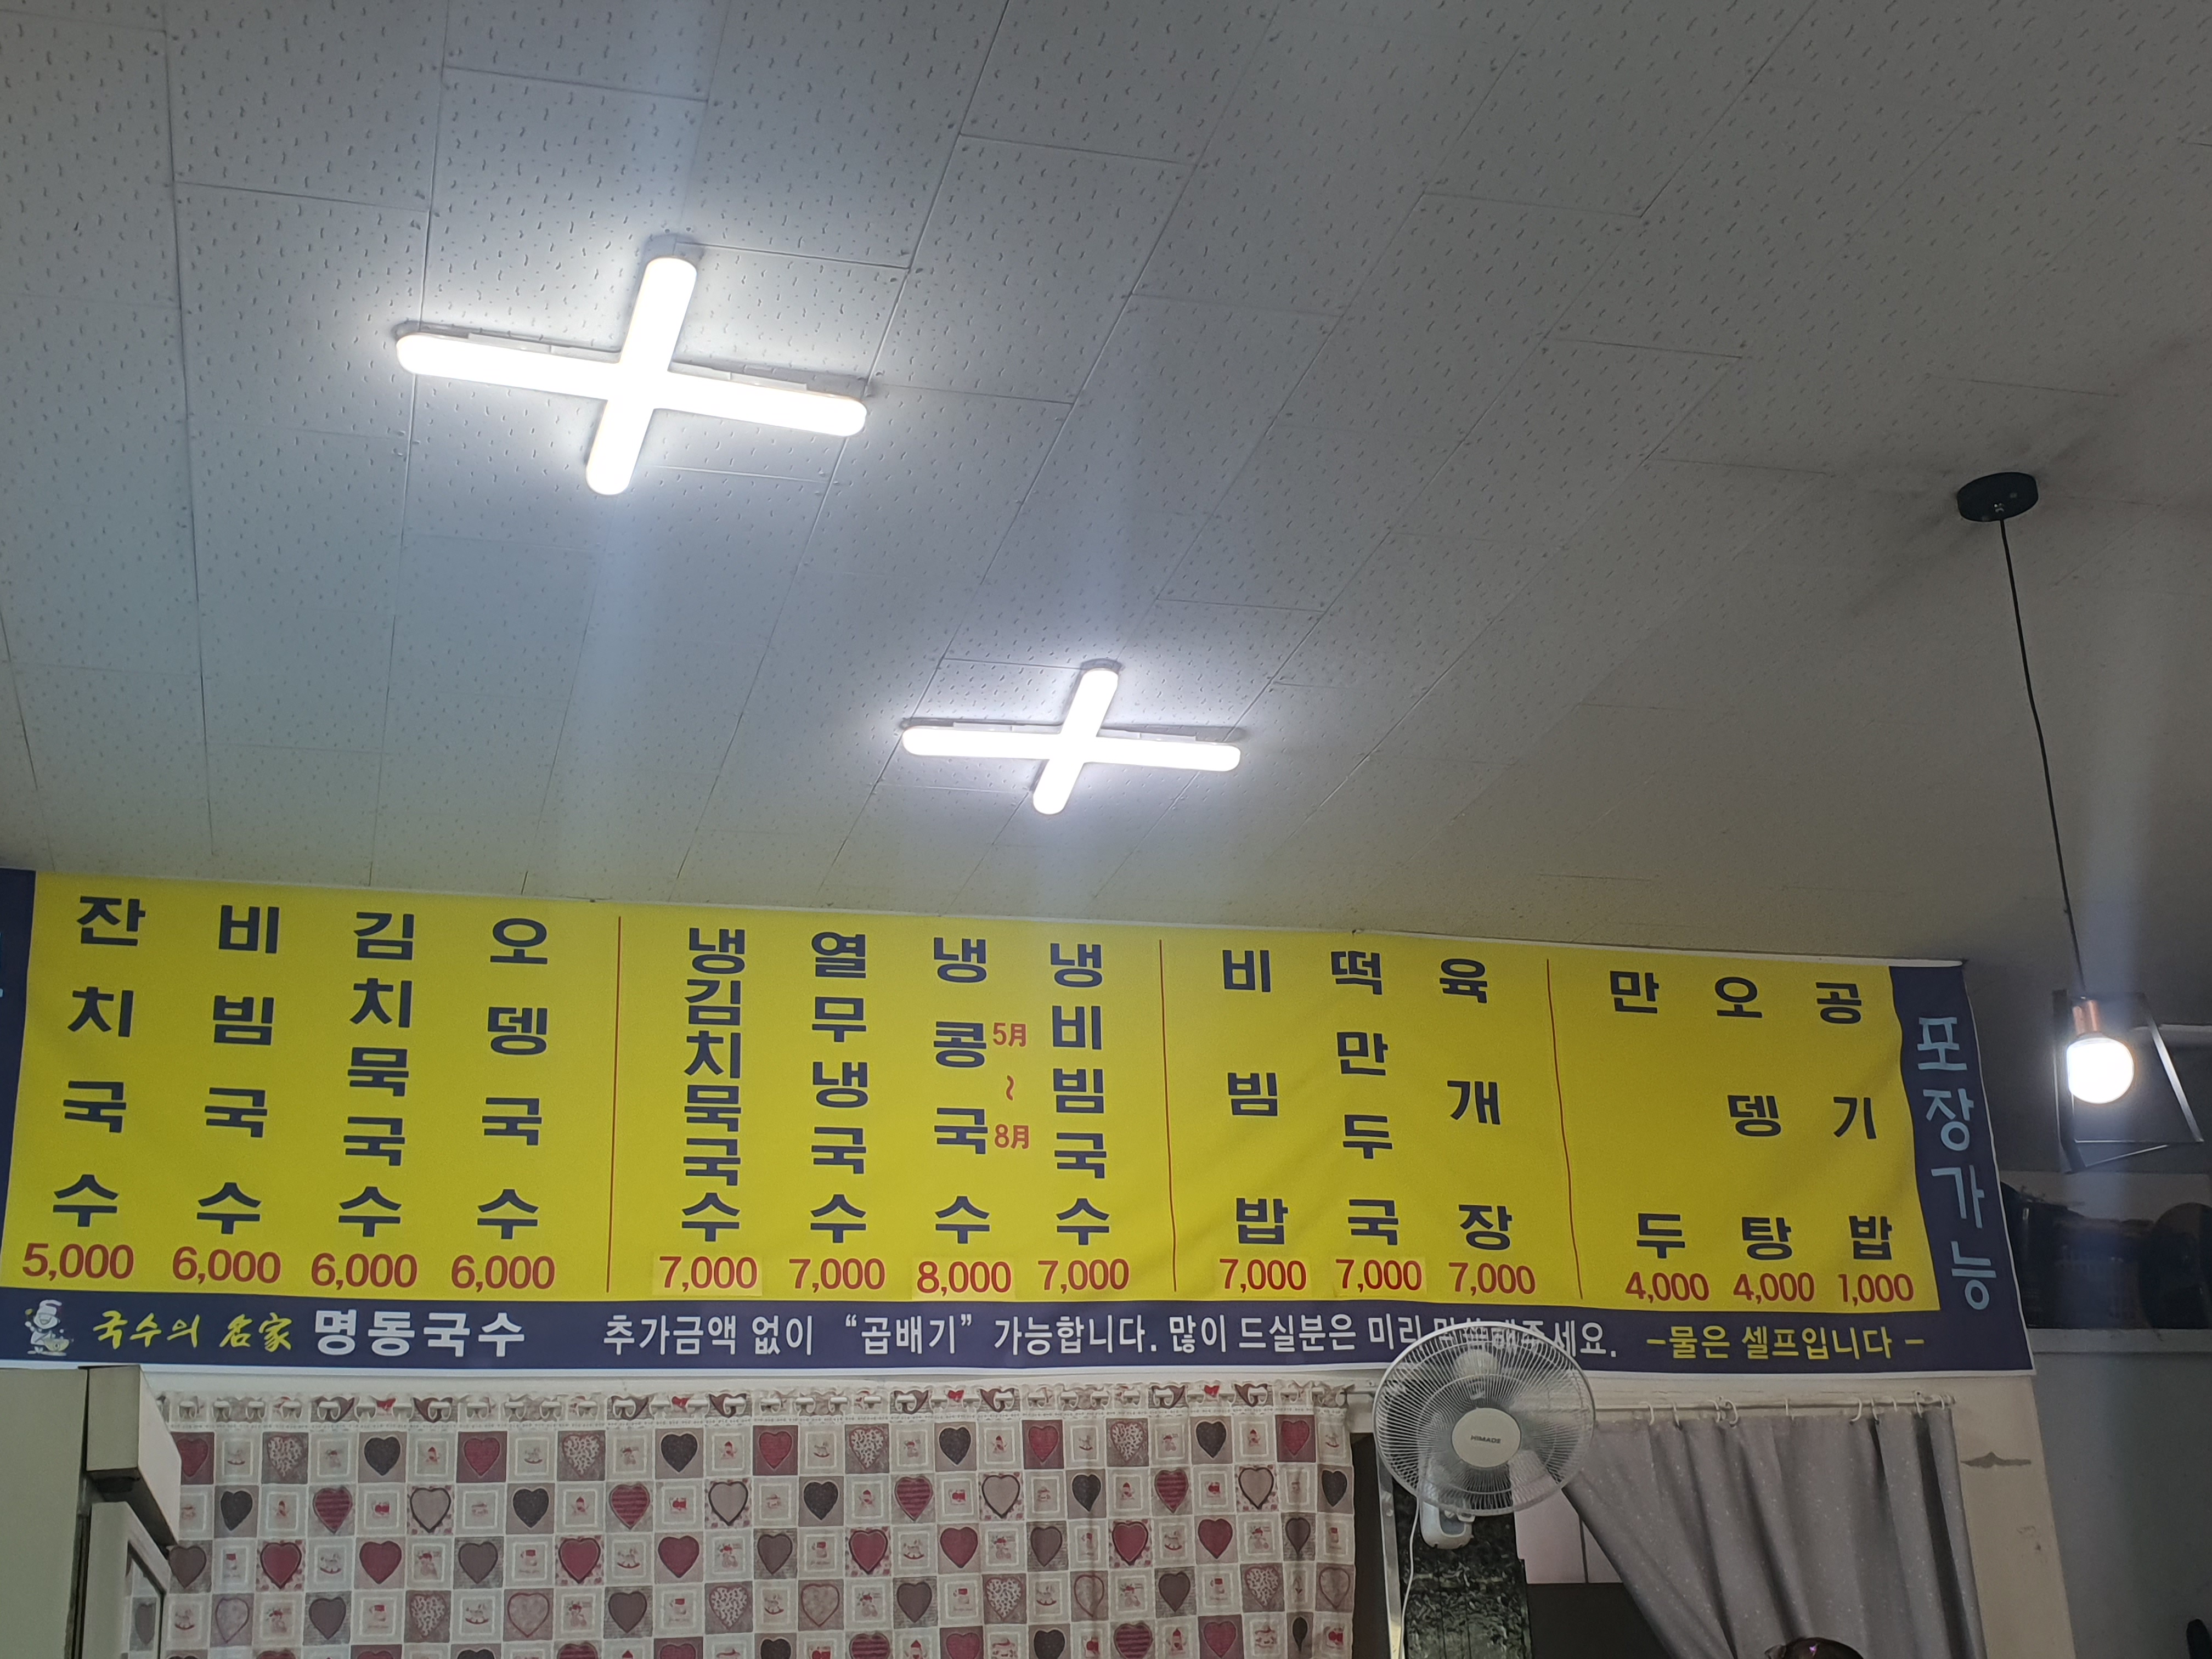 잔치국수
5,000
비빔국수
6,000
김치묵국수
6,000
오뎅국수
6,000
냉김치묵국수
7,000
열무냉국수
7,000
냉콩국수
5月~8月
8,000
냉비빔국수
7,000
비빔밥
7,000
떡만두국
7,000
육개장
7,000
만두
4,000
오뎅탕
4,000
공기밥
1,000
포장가능
국수의 名家 명동국수
추가금액 없이 “곱배기” 가능합니다. 많이 드실분은 미리 말씀해주세요.
-물은 셀프입니다-
HIMADE